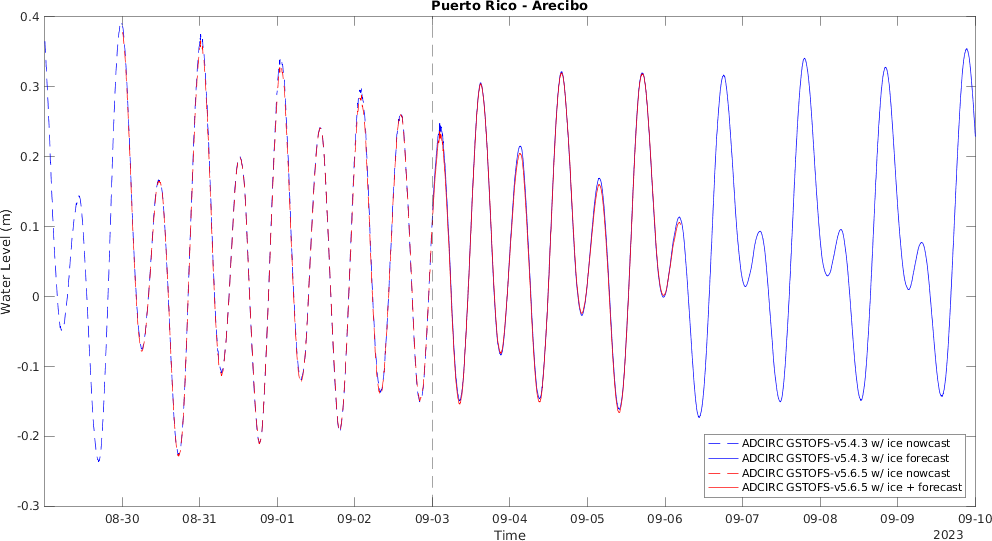 Puerto Rico - Arecibo
0.4
0.3
0.2
0.1
0
-0.1
-0.2
-0.3
Water Level (m)
ADCIRC GSTOFS-v5.4.3 w/ ice nowcast
ADCIRC GSTOFS-v5.4.3 w/ ice forecast
ADCIRC GSTOFS-v5.6.5 w/ ice nowcast
ADCIRC GSTOFS-v5.6.5 w/ ice + forecast
08-30 08-31 09-01 09-02 09-03 09-04 09-05 09-06 09-07 09-08 09-09 09-10
Time
2023